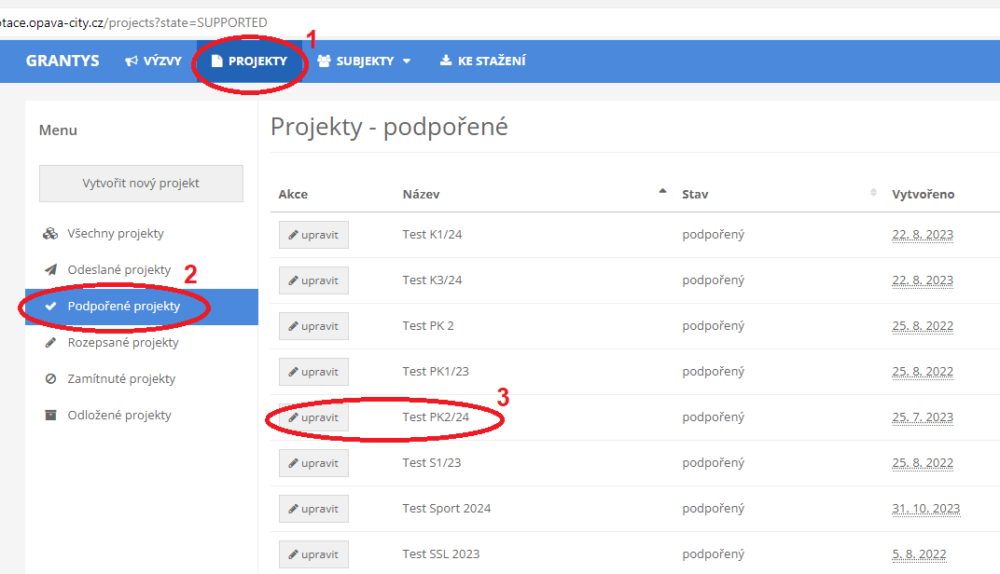 otace.opava-city.cz/projects?state=SUPPORTED
GRANTYS VÝZVY PROJEKTY SUBJEKTY KE STAŽENÍ
1
Menu
Vytvořit nový projekt
Všechny projekty
Odeslané projekty
2
Podpořené projekty
Rozepsané projekty
Zamítnuté projekty
Odložené projekty
Projekty - podpořené
Akce Název Stav Vytvořeno
upravit Test K1/24 podpořený 22. 8. 2023
upravit Test K3/24 podpořený 22. 8. 2023
upravit Test PK 2 podpořený 25. 8. 2022
upravit Test PK1/23 podpořený 25. 8. 2022
3
upravit Test PK2/24 podpořený 25. 7. 2023
upravit Test S1/23 podpořený 25. 8. 2022
upravit Test Sport 2024 podpořený 31. 10. 2023
upravit Test SSL 2023 podpořený 5. 8. 2022